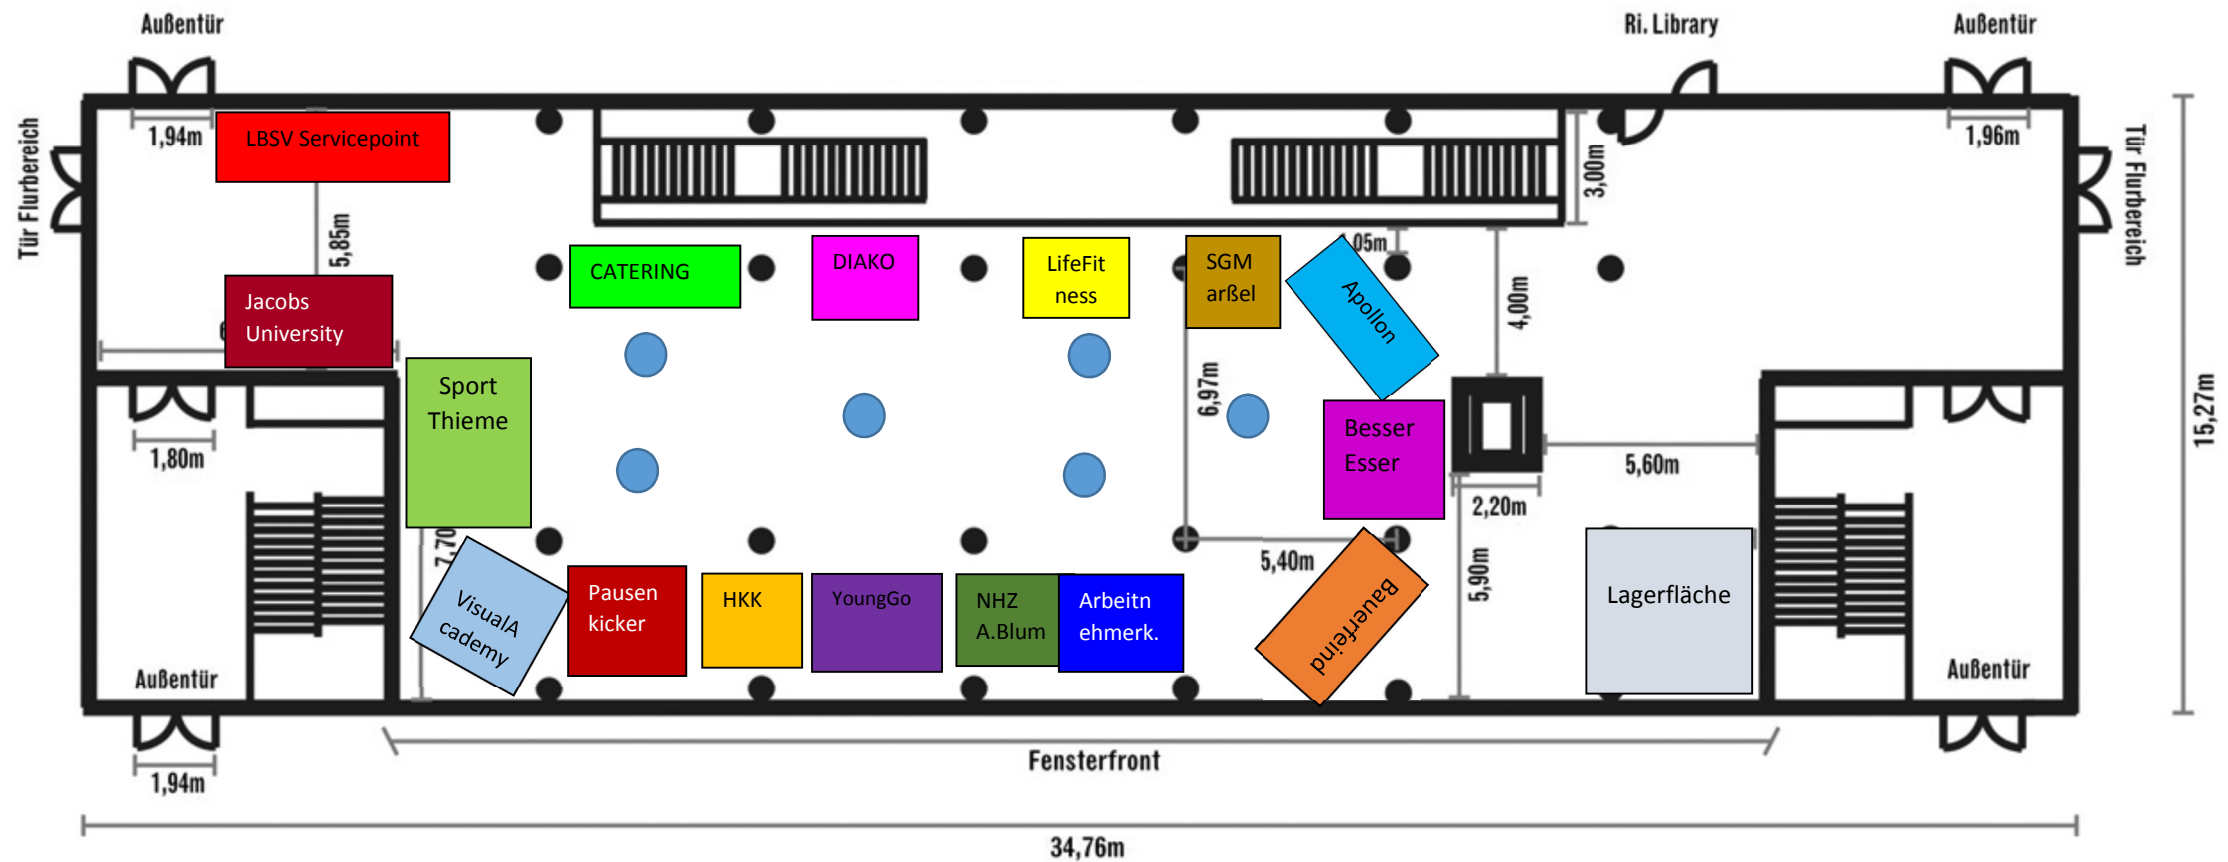 Außentür
Ri. Library
Außentür
Tür Flurbereich
1,94m
LBSV Servicepoint
3,00m
1,96m
Tür Flurbereich
5,85m
CATERING
DIAKO
LifeFit
ness
SGM
arßel
,05m
Apollon
4,00m
Jacobs
University
6
Sport
Thieme
6,97m
Besser
Esser
15,27m
1,80m
5,60m
2,20m
7,70
5,40m
5,90m
VisualA
cademy
Pausen
kicker
HKK
YoungGo
NHZ
A.Blum
Arbeitn
ehmerk.
Bauerfeind
Lagerfläche
Außentür
Außentür
1,94m
Fensterfront
34,76m